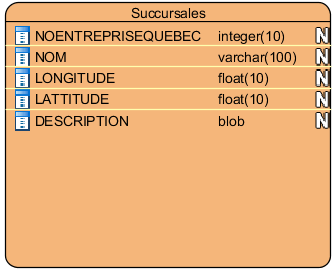 Succursales
NOENTREPRISEQUEBEC integer(10) N
NOM varchar(100) N
LONGITUDE float(10) N
LATTITUDE float(10) N
DESCRIPTION blob N